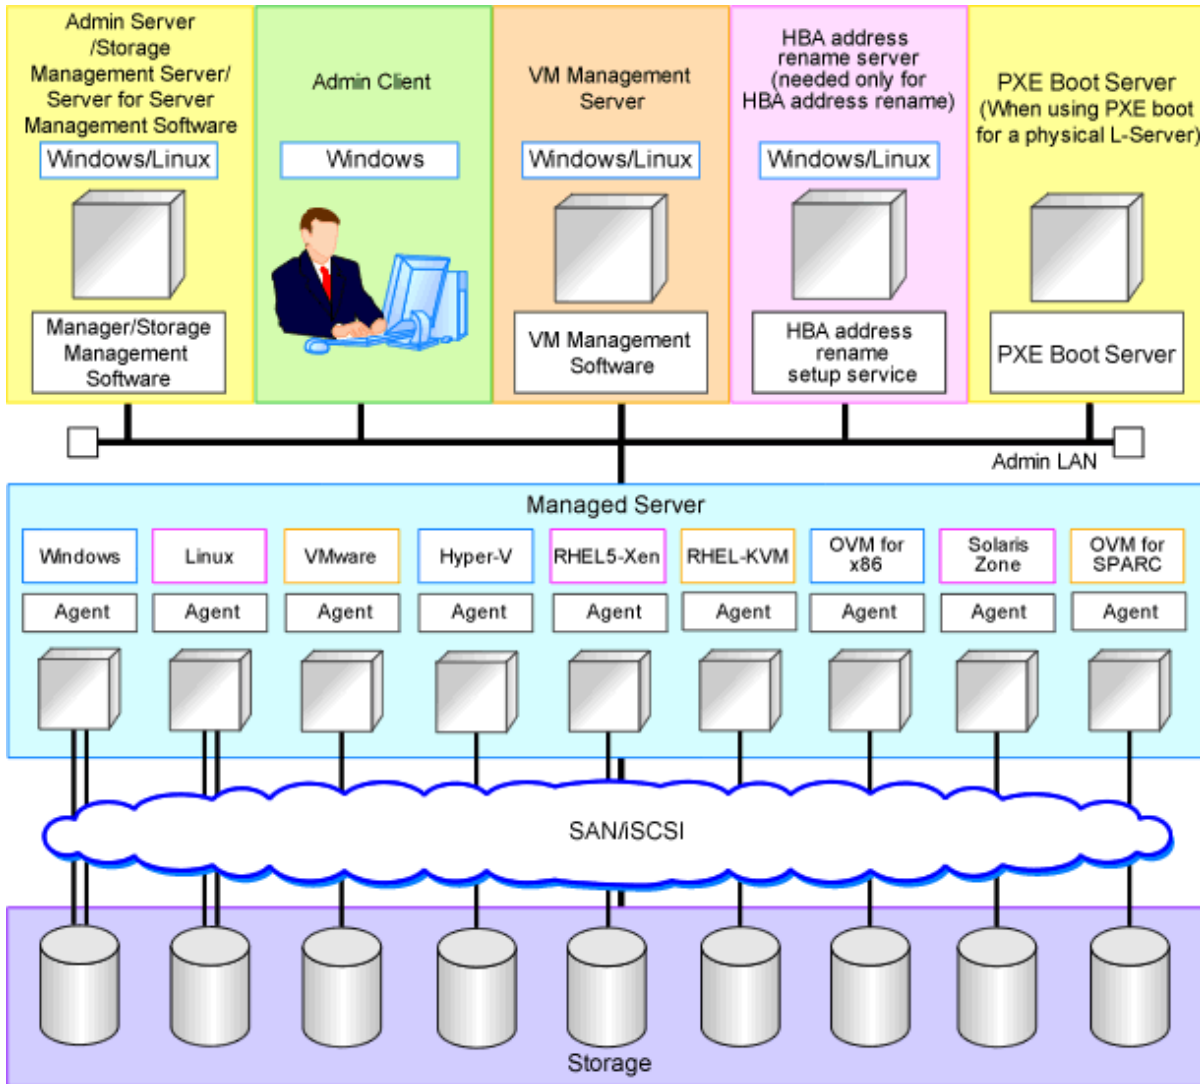 Admin Server
/Storage
Management Server/
Server for Server
Management Software
Windows/Linux
Manager/Storage
Management
Software
Admin Client
Windows
VM Management
Server
Windows/Linux
VM Management
Software
HBA address
rename server
(needed only for
HBA address rename)
Windows/Linux
HBA address
rename
setup service
PXE Boot Server
(When using PXE boot
for a physical L-Server)
PXE Boot Server
Admin LAN
Managed Server
Windows
Linux
VMware
Hyper-V
RHEL5-Xen
RHEL-KVM
OVM for
x86
Solaris
Zone
OVM for
SPARC
Agent
Agent
Agent
Agent
Agent
Agent
Agent
Agent
Agent
SAN/iSCSI
Storage